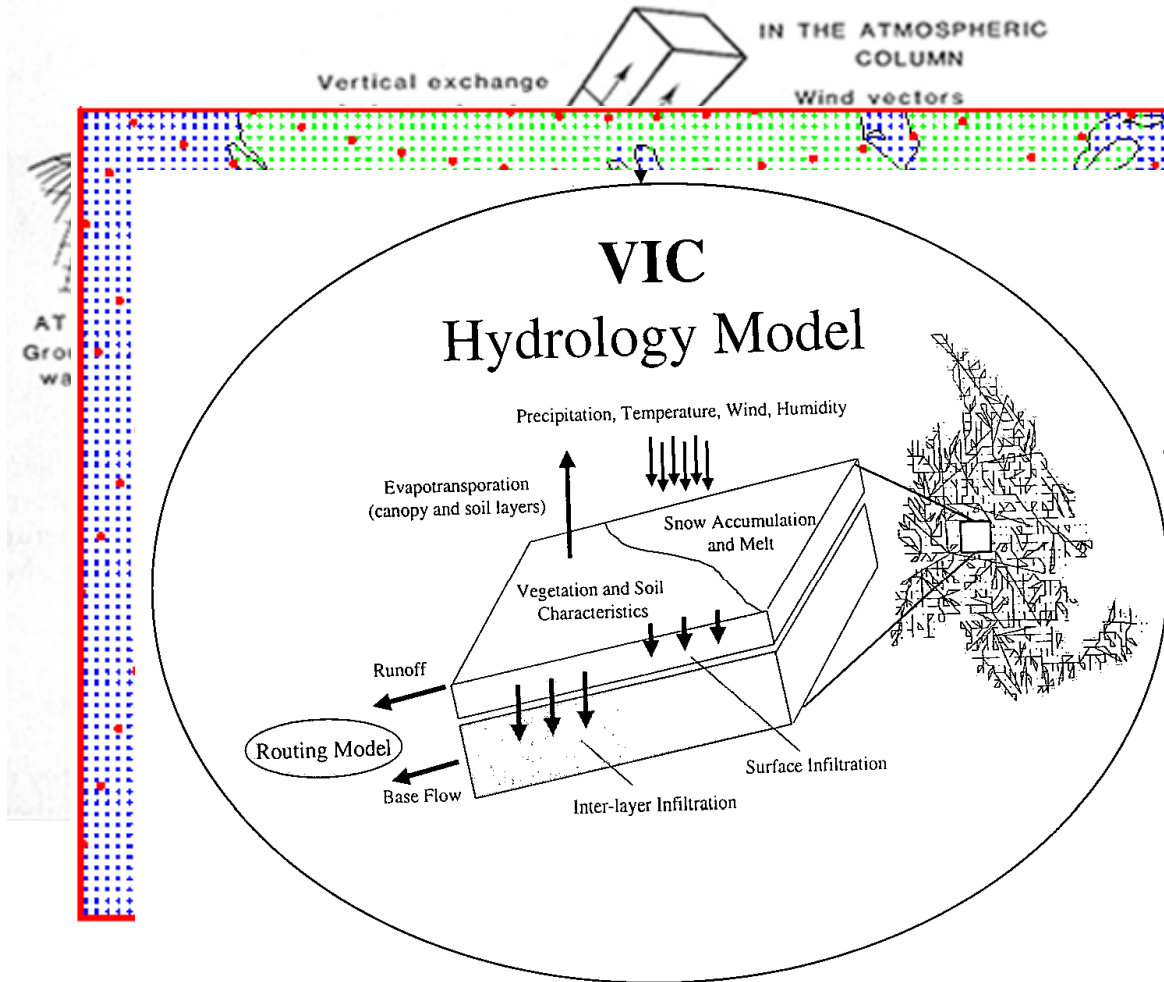 IN THE ATMOSPHERIC
COLUMN
Vertical exchange
Wind vectors
AT
VIC
Hydrology Model
Precipitation, Temperature, Wind, Humidity
Evapotransporation
(canopy and soil layers)
Snow Accumulation
and Melt
Vegetation and Soil
Characteristics
Runoff
Routing Model
Surface Infiltration
Base Flow
Inter-layer Infiltration